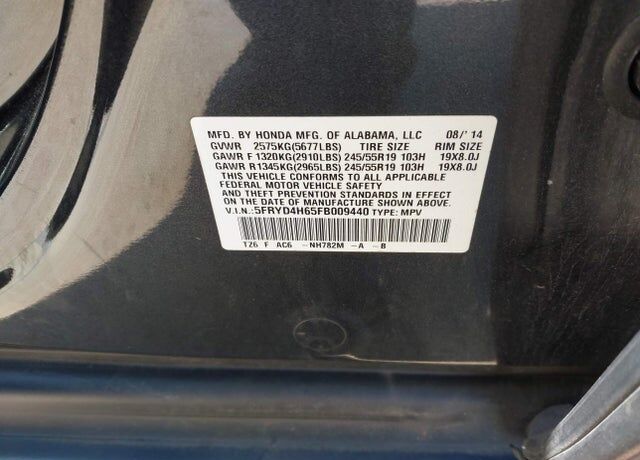 MFD. BY HONDA MFG. OF ALABAMA, LLC 08/'14
GVWR 2575KG(5677LBS) TIRE SIZE RIM SIZE
GAWR F 1320KG(2910LBS) 245/55R19 103H 19X8.0J
GAWR R1345KG(2965LBS) 245/55R19 103H 19X8.0J
THIS VEHICLE CONFORMS TO ALL APPLICABLE
FEDERAL MOTOR VEHICLE SAFETY
AND THEFT PREVENTION STANDARDS IN
EFFECT ON THE DATE OF MANUFACTURE SHOWN ABOVE.
V.I.N.:5FRYD4H65FB009440 TYPE: MPV
TZ6 F AC6 -NH782M -A -B